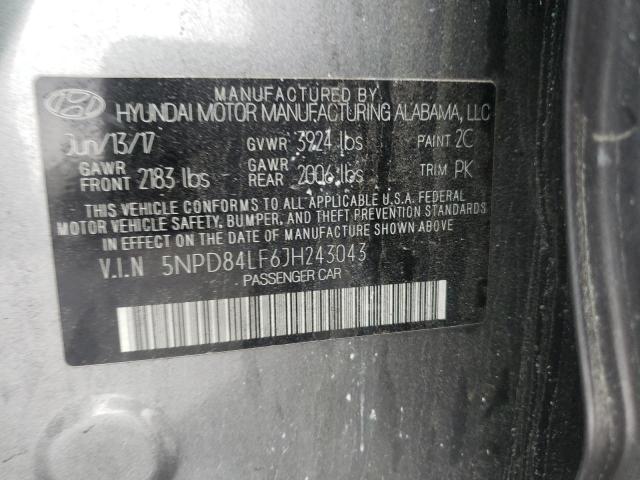 MANUFACTURED BY
HYUNDAI MOTOR MANUFACTURING ALABAMA, LLC
Jun/13/17 GVWR 3924 lbs PAINT 2C
GAWR FRONT 2183 lbs GAWR REAR 2006 lbs TRIM PK
THIS VEHICLE CONFORMS TO ALL APPLICABLE U.S.A. FEDERAL
MOTOR VEHICLE SAFETY, BUMPER, AND THEFT PREVENTION STANDARDS
IN EFFECT ON THE DATE OF MANUFACTURE SHOWN ABOVE
V.I.N 5NPD84LF6JH243043
PASSENGER CAR